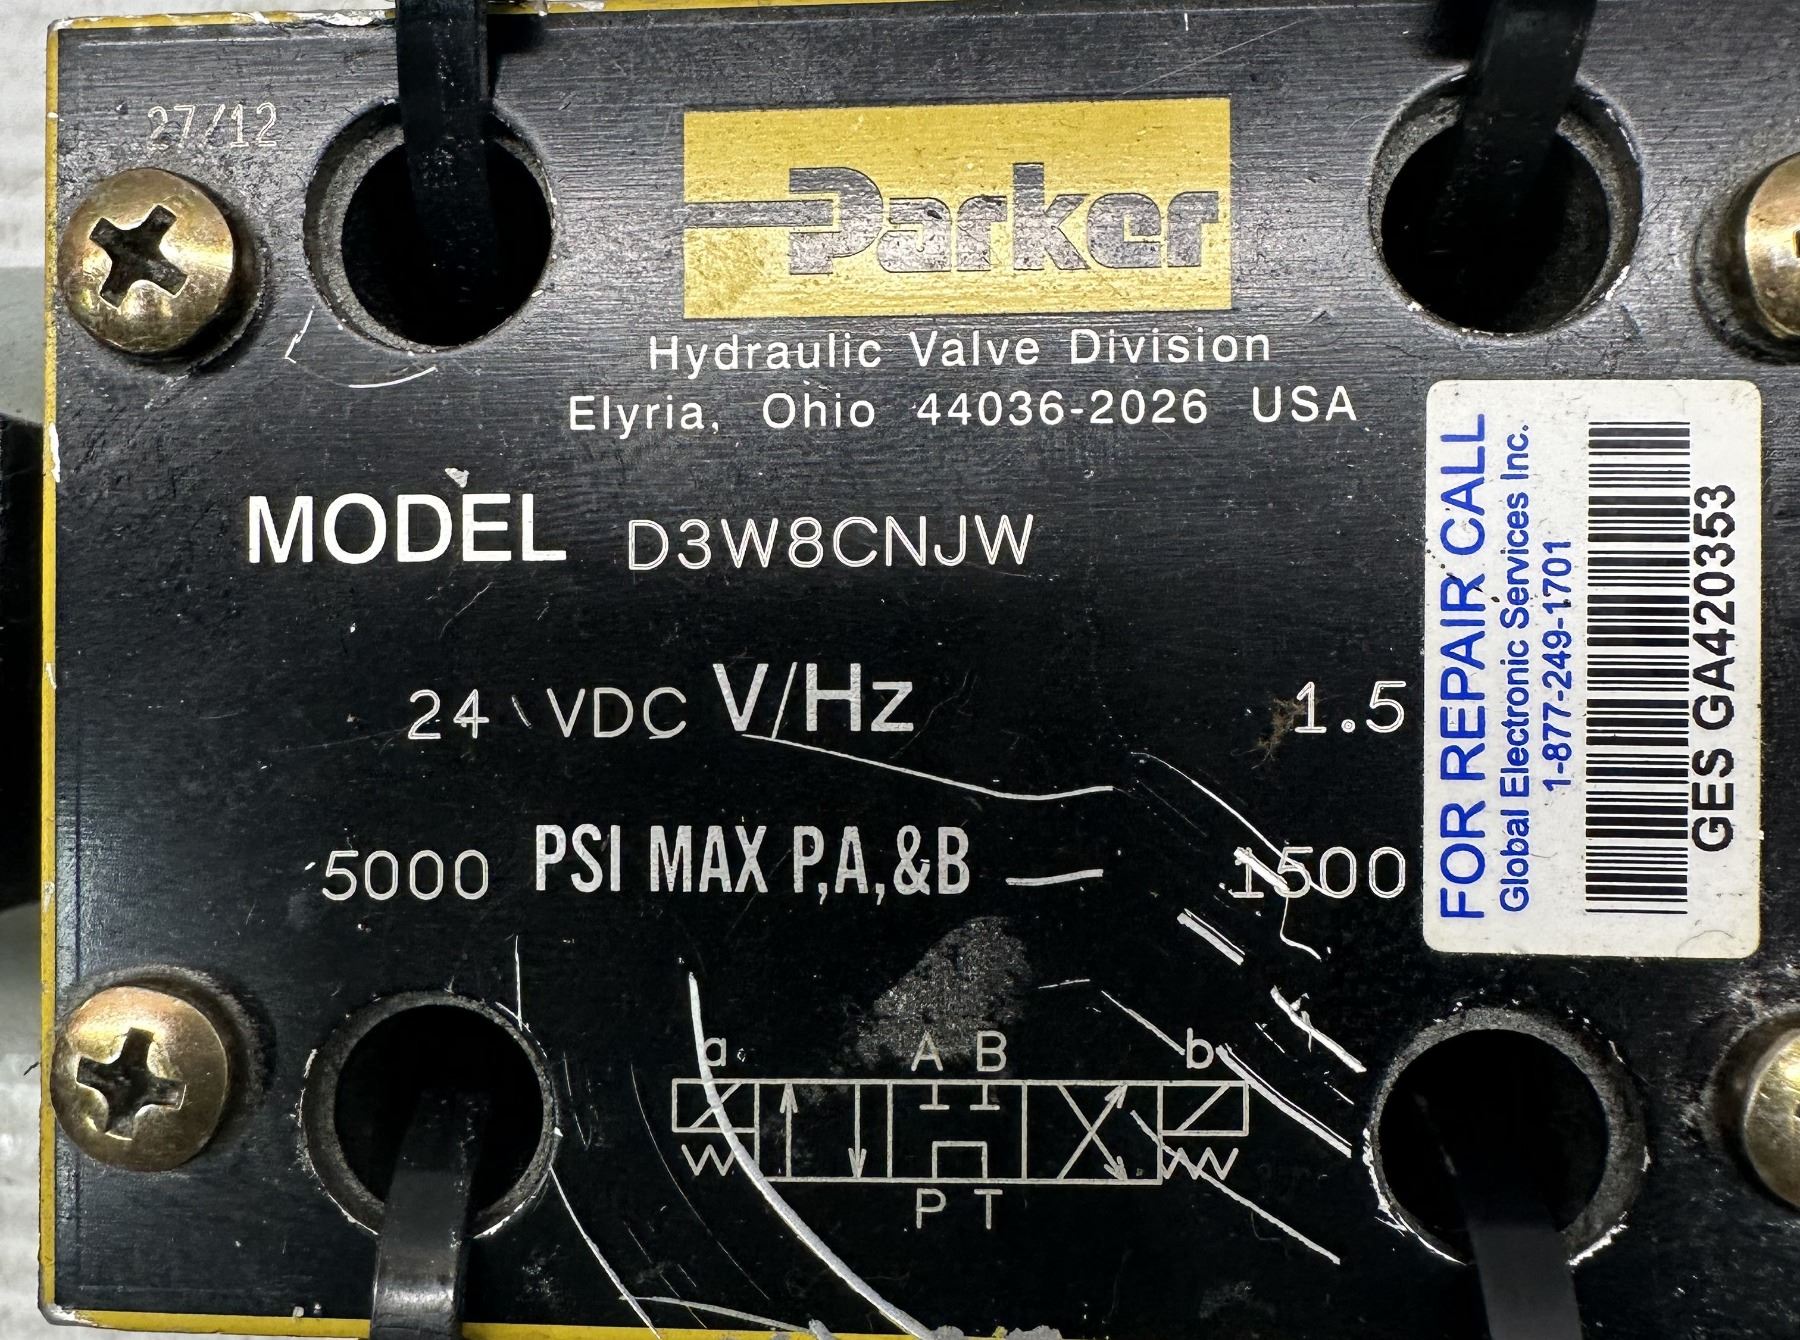 27/12
Parker
Hydraulic Valve Division
Elyria, Ohio 44036-2026 USA
MODEL D3W8CNJW
24 VDC V/Hz 1.5
5000 PSI MAX P,A,&B 1500
a A B b
P T
FOR REPAIR CALL
Global Electronic Services Inc.
1-877-249-1701
GES GA420353